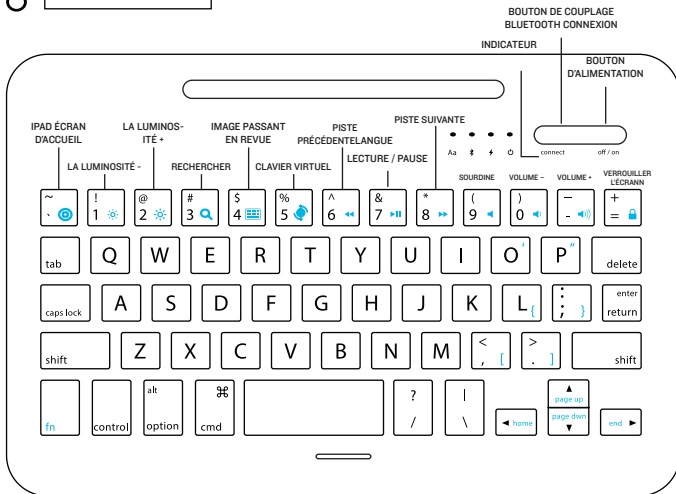 BOUTON DE COUPLAGE
BLUETOOTH CONNEXION
INDICATEUR
BOUTON
D'ALIMENTATION
IPAD ÉCRAN
D'ACCUEIL
LA LUMINOS-
ITÉ +
IMAGE PASSANT
EN REVUE
PISTE
PRÉCÉDENTELANGUE
PISTE SUIVANTE
LA LUMINOSITÉ -
RECHERCHER
CLAVIER VIRTUEL
LECTURE / PAUSE
Aa
connect
off / on
SOURDINE
VOLUME –
VOLUME +
VERROUILLER
L'ÉCRANN
~ ! @ # $ % ^ & * ( ) — +
` 1 2 3 4 5 6 7 8 9 0 - =
tab Q W E R T Y U I O ' P " delete
caps lock A S D F G H J K L { : ; } enter
return
shift Z X C V B N M < , [ > . ] shift
fn control alt
option ⌘
cmd ? / | \ ◄ home ▲
page up
page dwn
▼ end ►